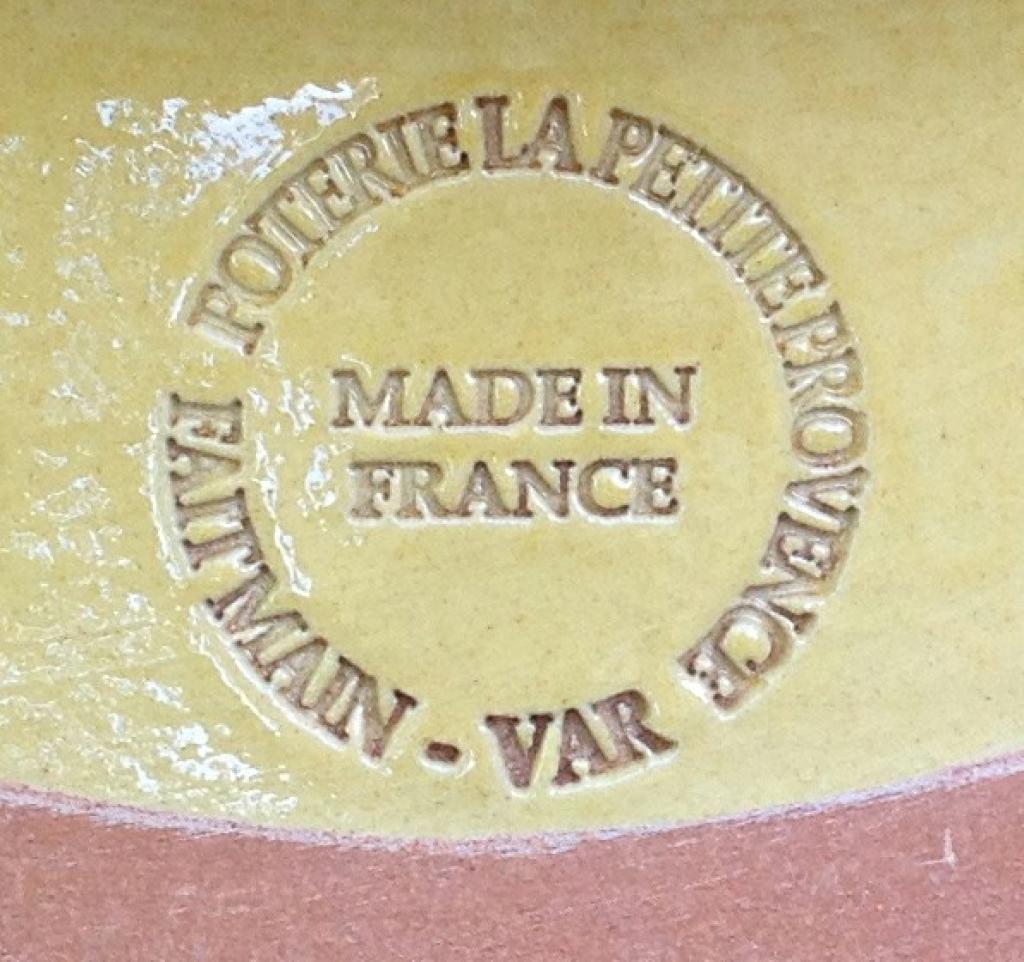 POTERIE LA PETITE PROVENCE
MADE IN
FRANCE
FAIT MAIN - VAR